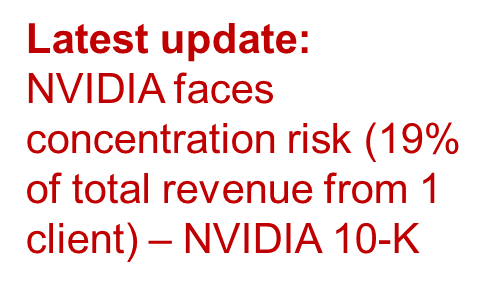 Latest update:
NVIDIA faces
concentration risk (19%
of total revenue from 1
client) – NVIDIA 10-K